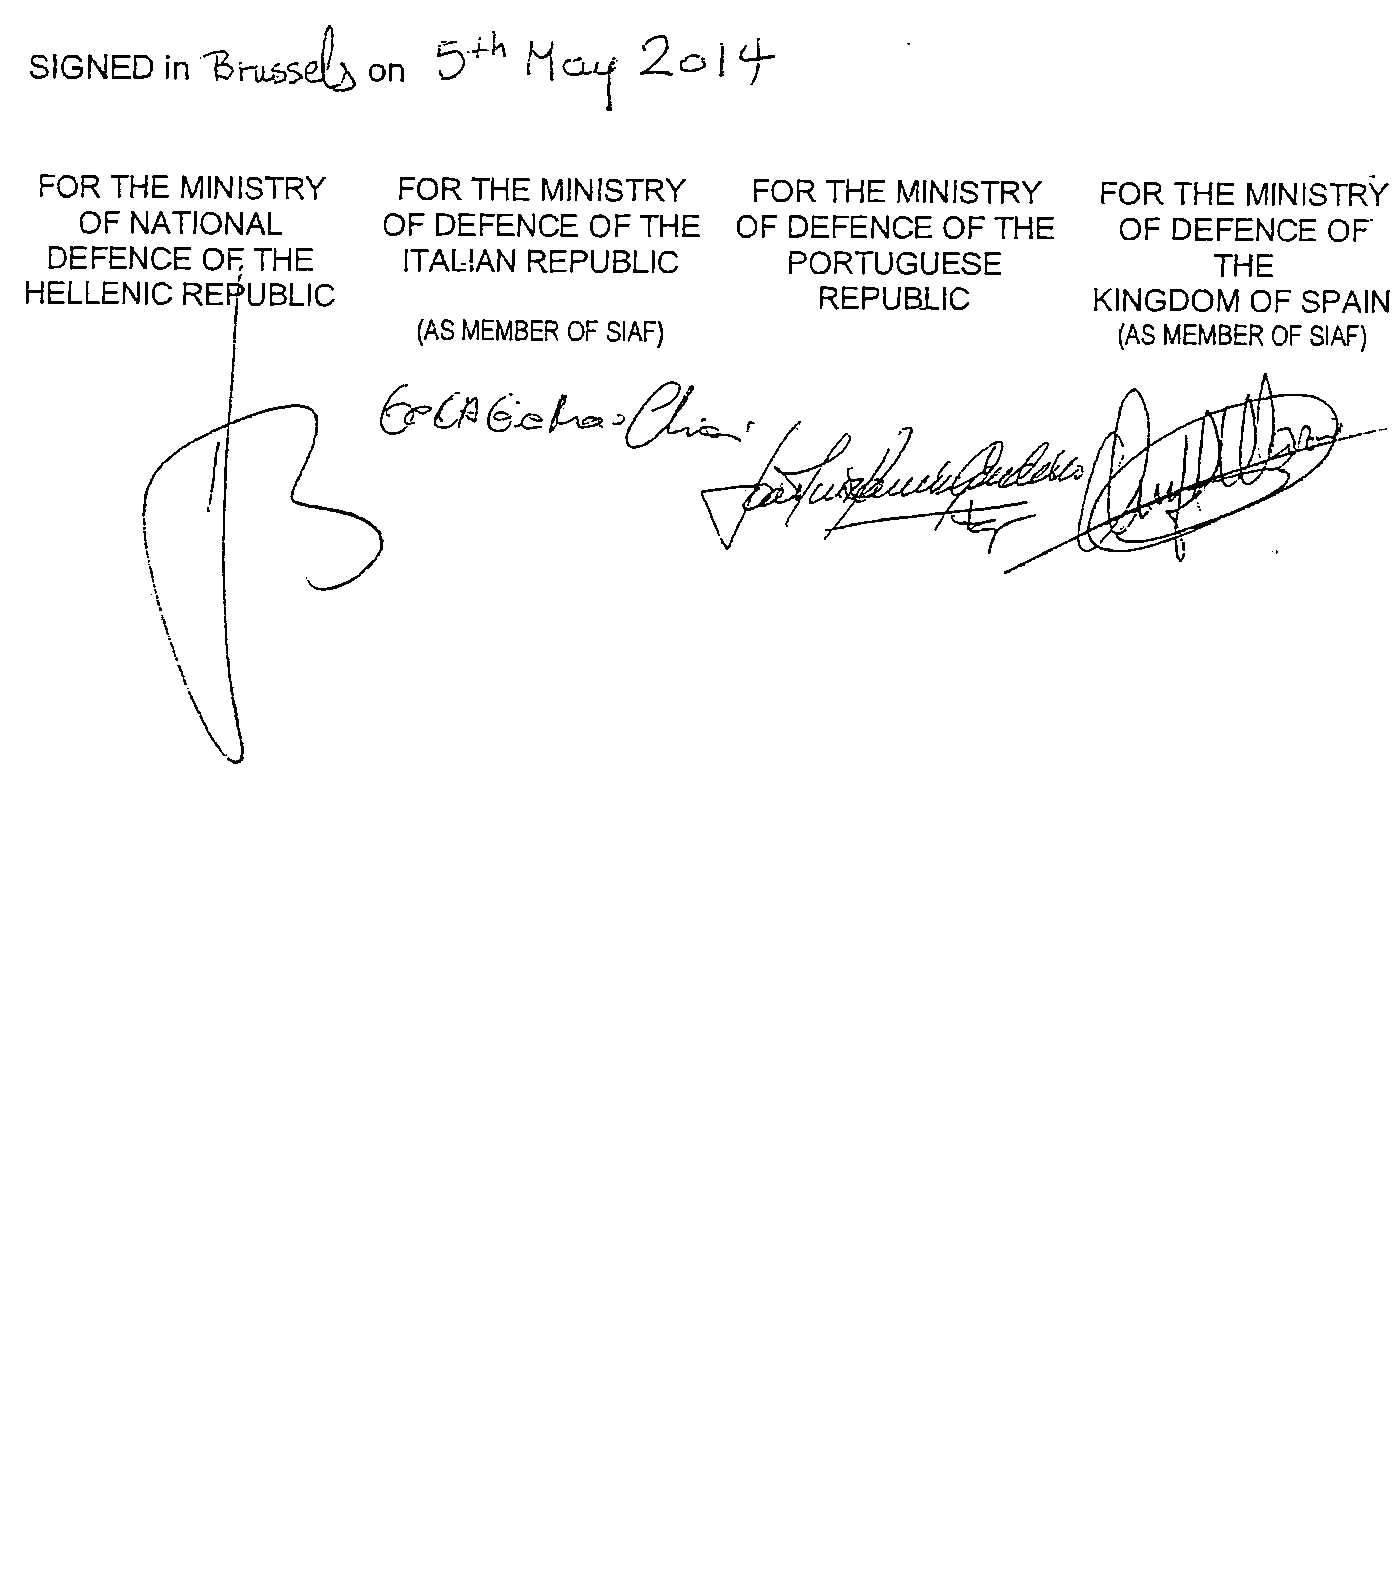 SIGNED in Brussels on 5th May 2014
FOR THE MINISTRY
OF NATIONAL
DEFENCE OF THE
HELLENIC REPUBLIC
FOR THE MINISTRY
OF DEFENCE OF THE
ITALIAN REPUBLIC
(AS MEMBER OF SIAF)
FOR THE MINISTRY
OF DEFENCE OF THE
PORTUGUESE
REPUBLIC
FOR THE MINISTRY
OF DEFENCE OF
THE
KINGDOM OF SPAIN
(AS MEMBER OF SIAF)